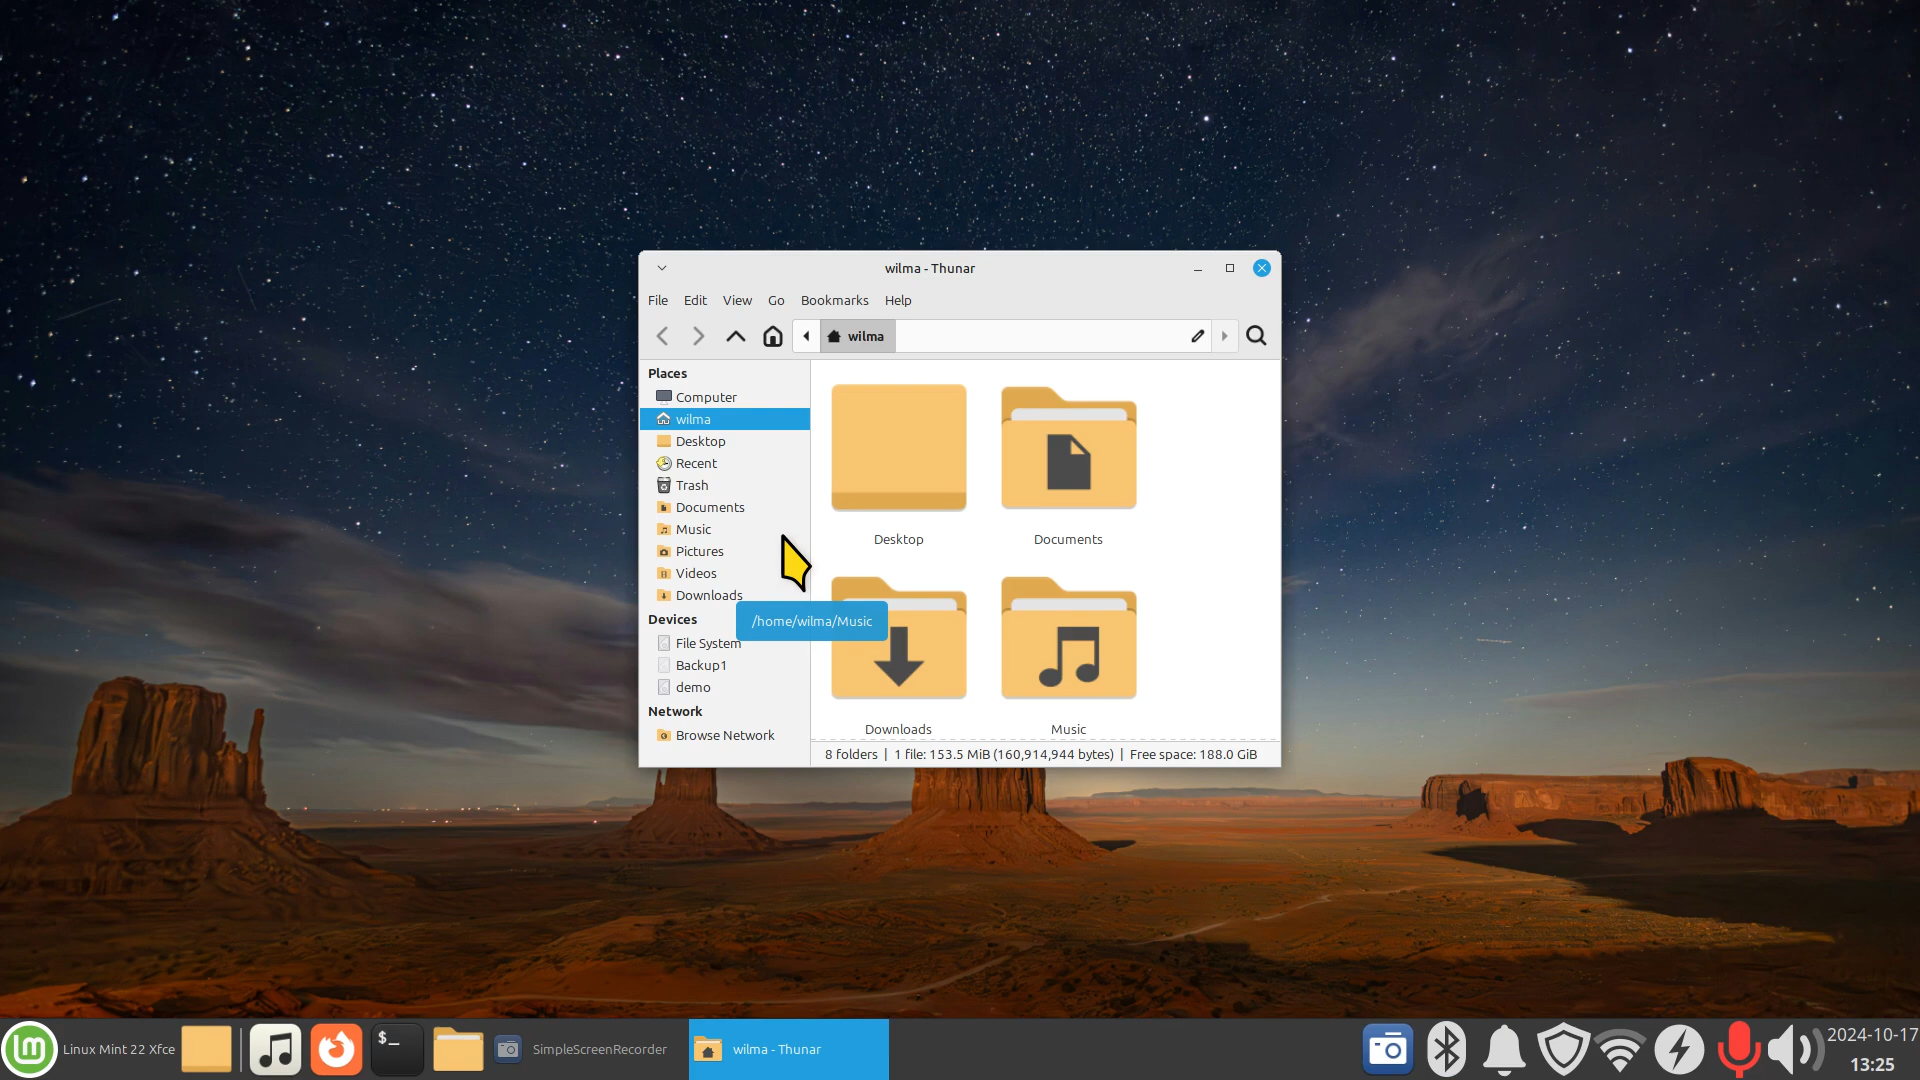 wilma - Thunar
File Edit View Go Bookmarks Help
wilma
Places
Computer
wilma
Desktop
Recent
Trash
Documents
Music
Pictures
Videos
Downloads
Devices
File System
Backup1
demo
Network
Browse Network
Desktop
Documents
/home/wilma/Music
Downloads
Music
8 folders | 1 file: 153.5 MiB (160,914,944 bytes) | Free space: 188.0 GiB
Linux Mint 22 Xfce
$_
SimpleScreenRecorder
wilma - Thunar
2024-10-17
13:25